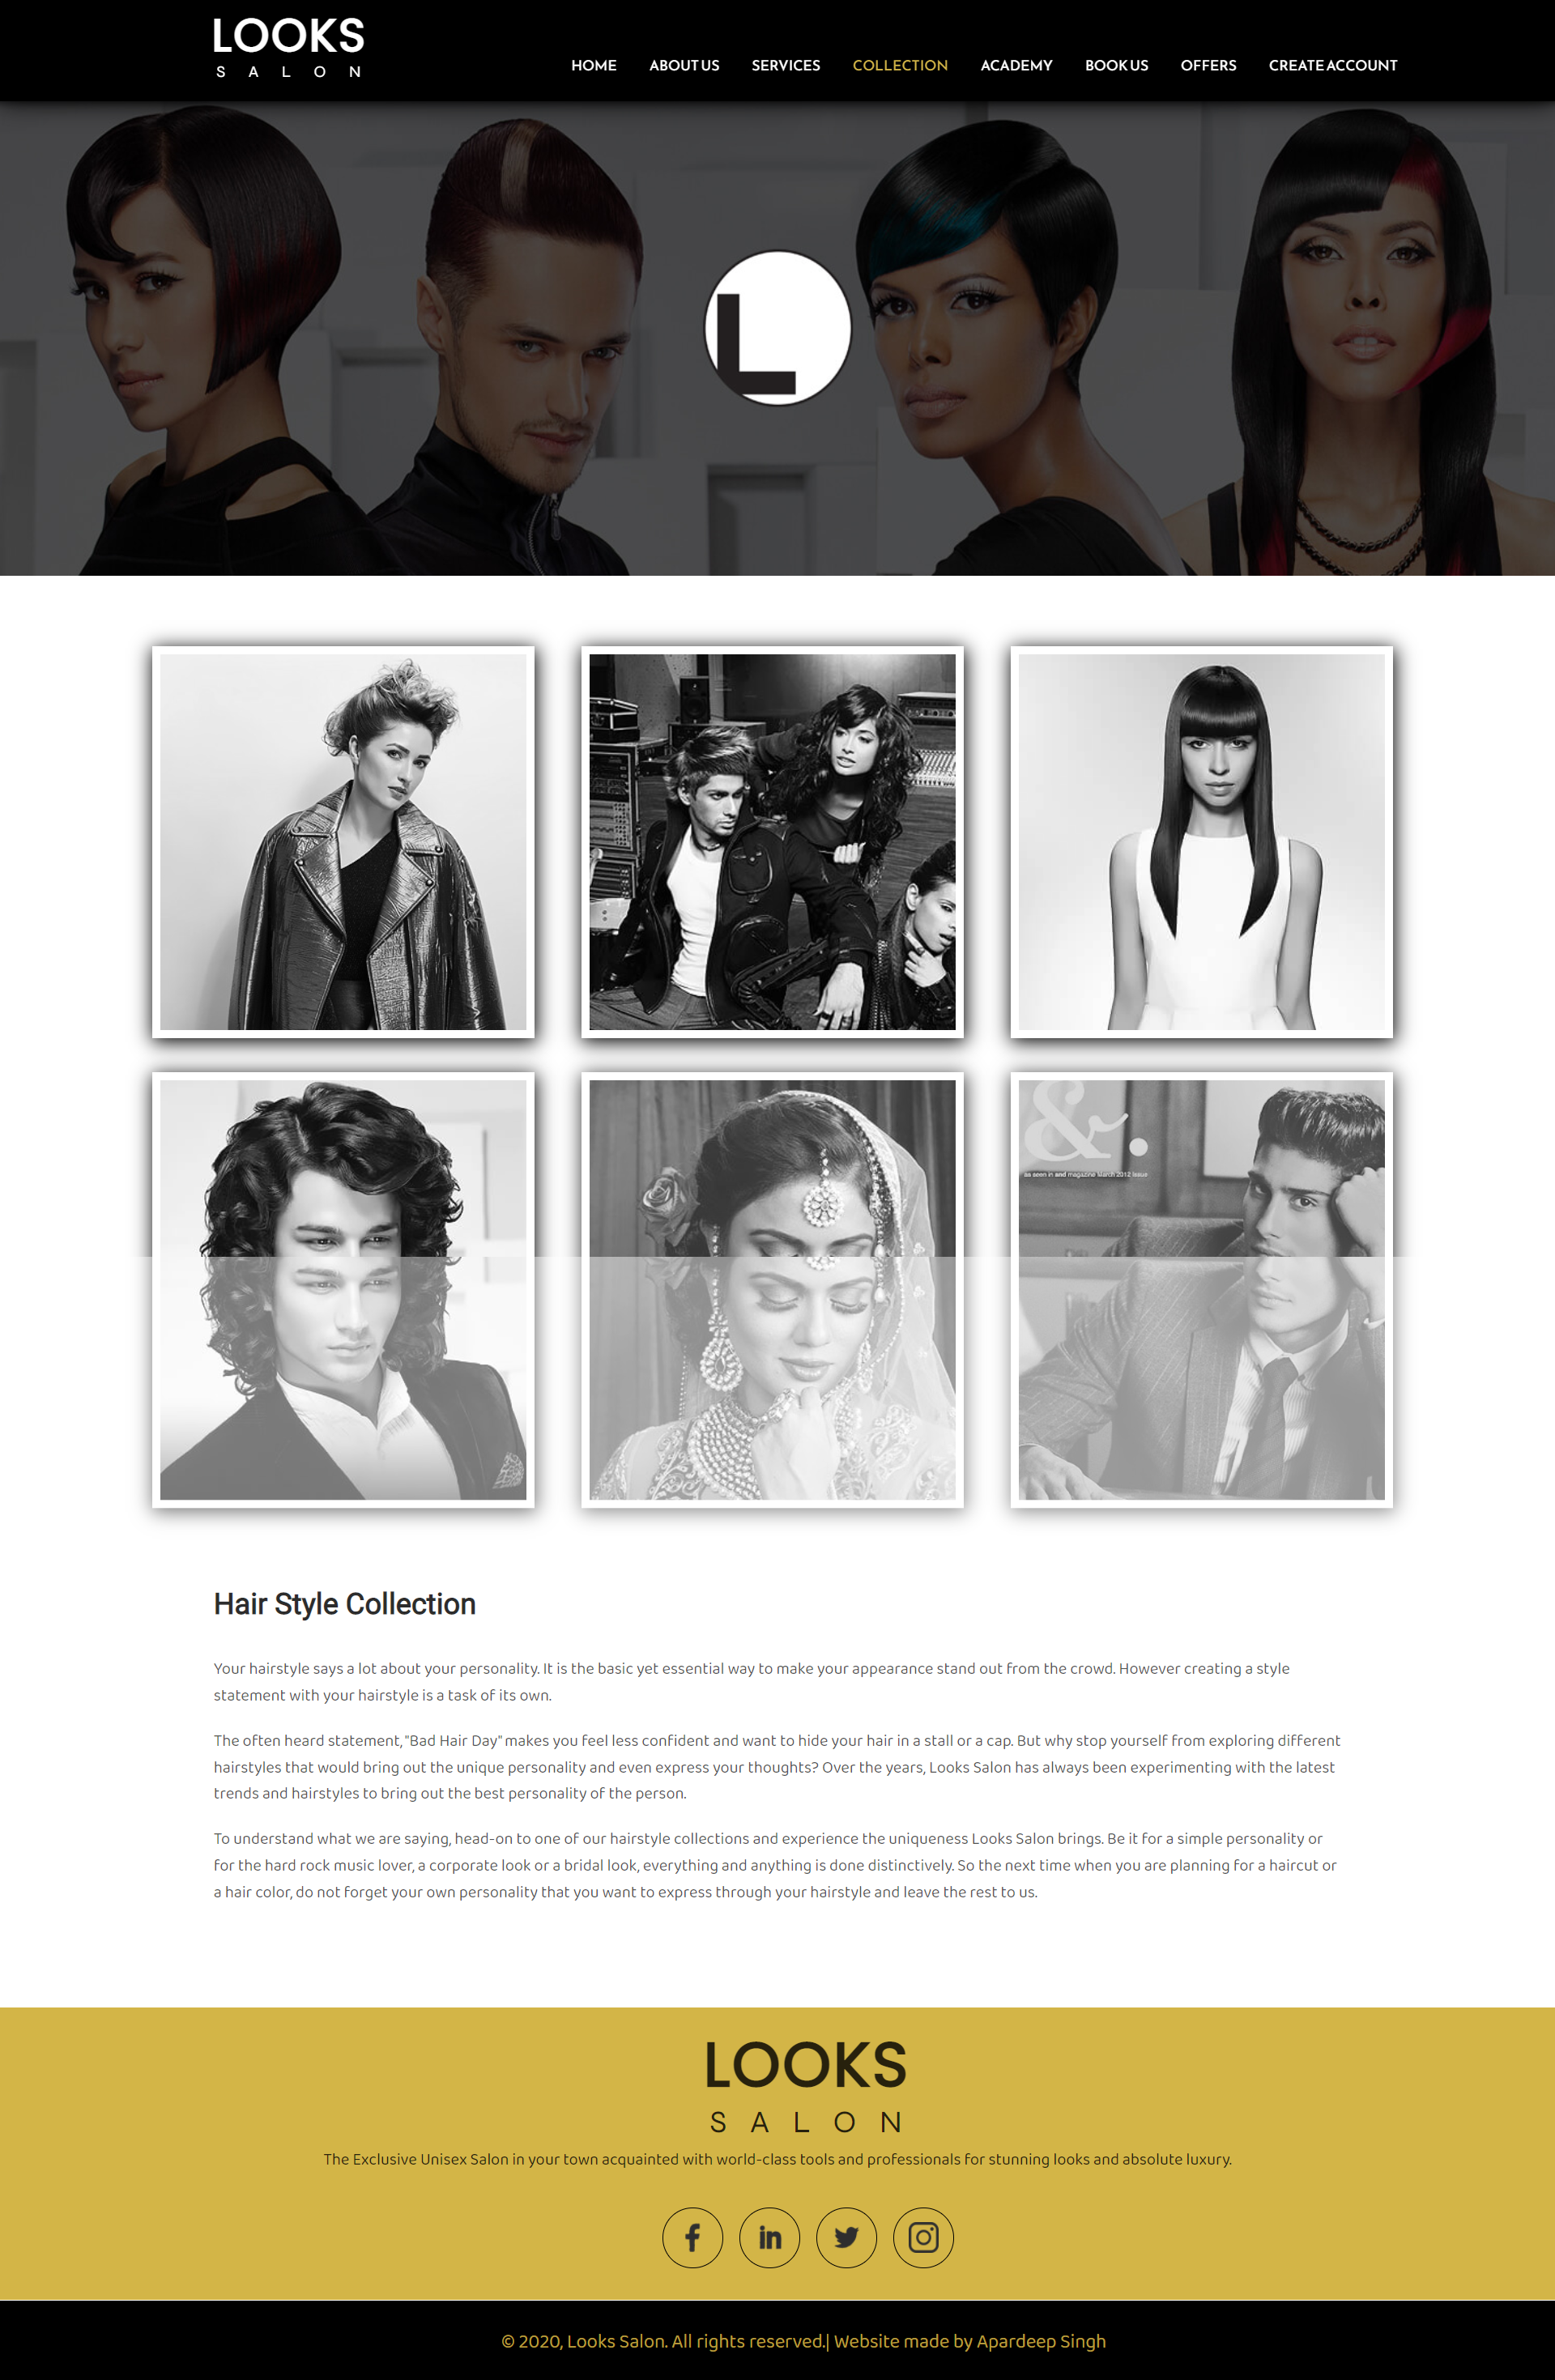 LOOKS
SALON
HOME ABOUT US SERVICES COLLECTION ACADEMY BOOK US OFFERS CREATE ACCOUNT
L
&.
as seen in and magazine March 2012 issue
Hair Style Collection
Your hairstyle says a lot about your personality. It is the basic yet essential way to make your appearance stand out from the crowd. However creating a style
statement with your hairstyle is a task of its own.
The often heard statement, "Bad Hair Day" makes you feel less confident and want to hide your hair in a stall or a cap. But why stop yourself from exploring different
hairstyles that would bring out the unique personality and even express your thoughts? Over the years, Looks Salon has always been experimenting with the latest
trends and hairstyles to bring out the best personality of the person.
To understand what we are saying, head-on to one of our hairstyle collections and experience the uniqueness Looks Salon brings. Be it for a simple personality or
for the hard rock music lover, a corporate look or a bridal look, everything and anything is done distinctively. So the next time when you are planning for a haircut or
a hair color, do not forget your own personality that you want to express through your hairstyle and leave the rest to us.
LOOKS
SALON
The Exclusive Unisex Salon in your town acquainted with world-class tools and professionals for stunning looks and absolute luxury.
© 2020, Looks Salon. All rights reserved.| Website made by Apardeep Singh